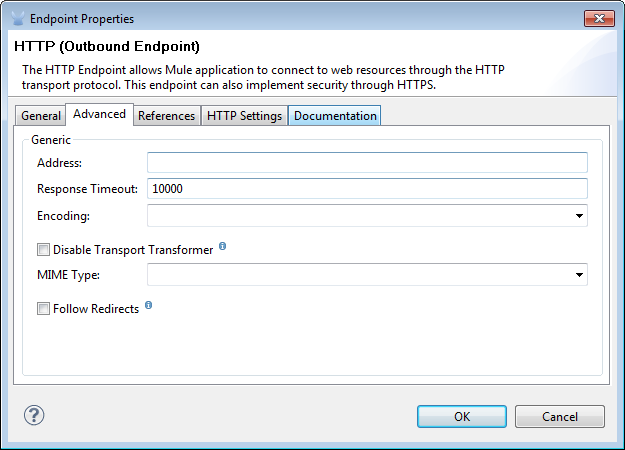 Endpoint Properties
HTTP (Outbound Endpoint)
The HTTP Endpoint allows Mule application to connect to web resources through the HTTP
transport protocol. This endpoint can also implement security through HTTPS.
General Advanced References HTTP Settings Documentation
Generic
Address:
Response Timeout: 10000
Encoding:
Disable Transport Transformer
MIME Type:
Follow Redirects
OK Cancel